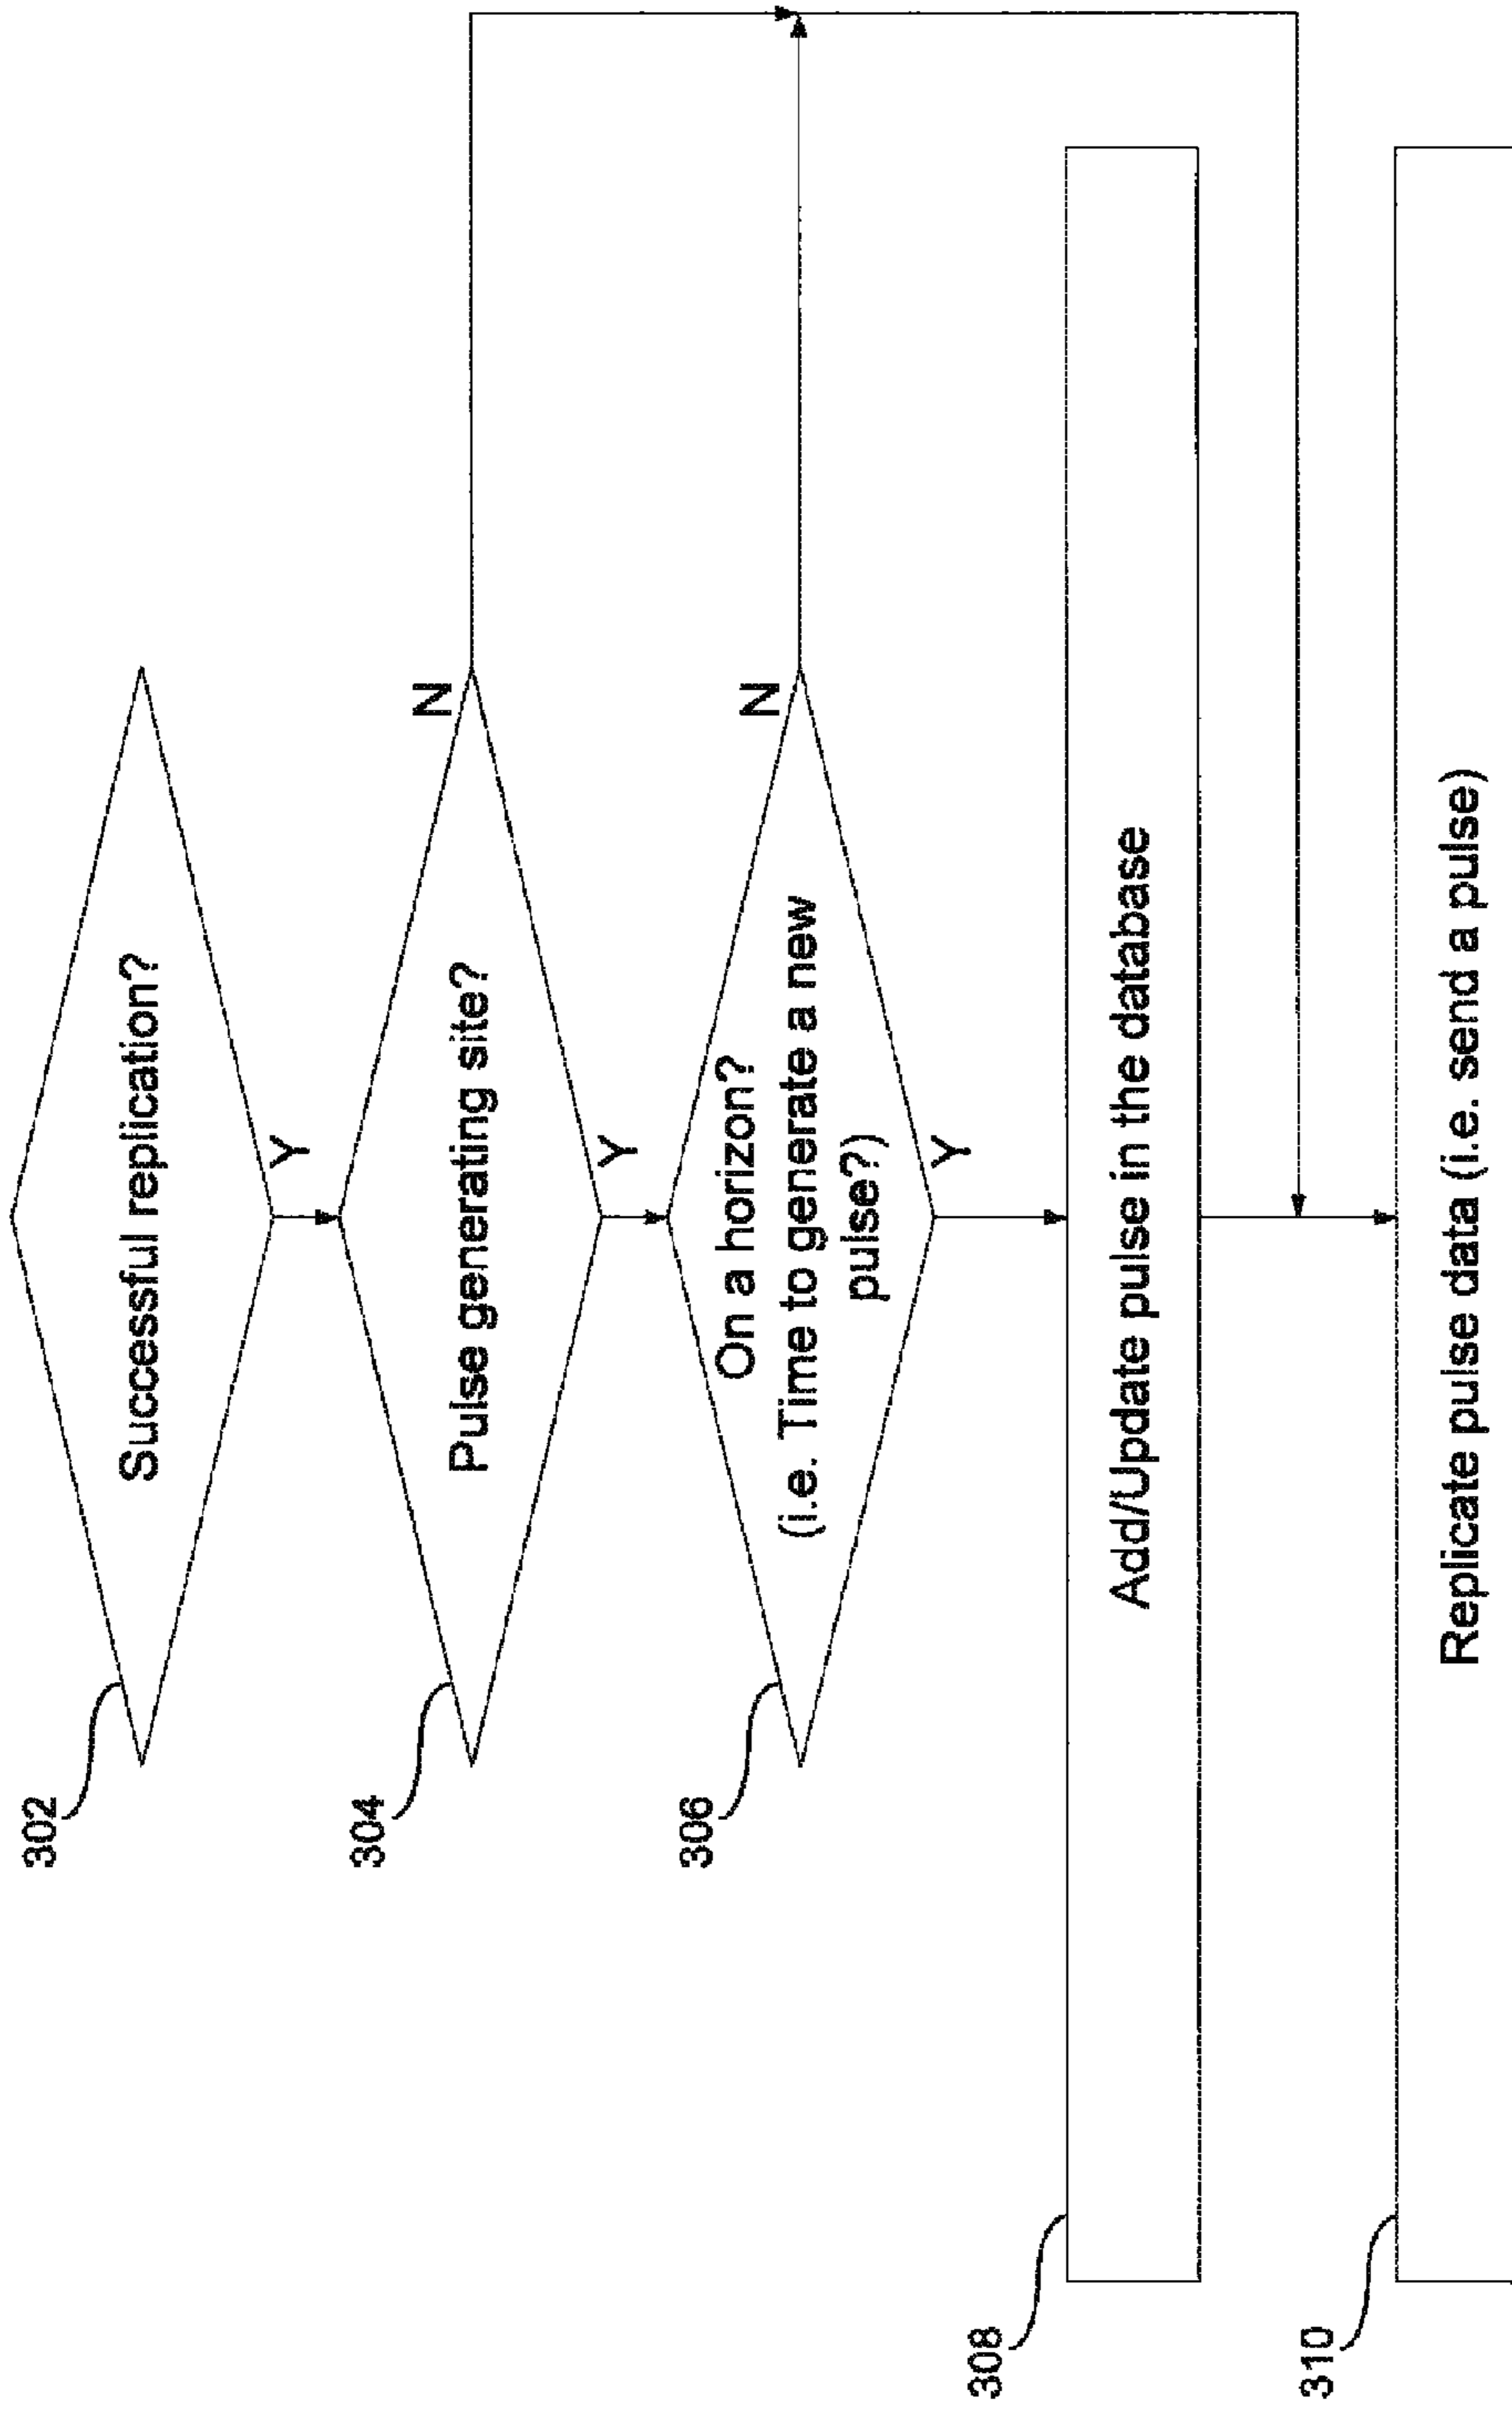 302
Successful replication?
Y
304
Pulse generating site?
N
Y
306
On a horizon?
(i.e. Time to generate a new
pulse?)
N
Y
308
Add/Update pulse in the database
310
Replicate pulse data (i.e. send a pulse)